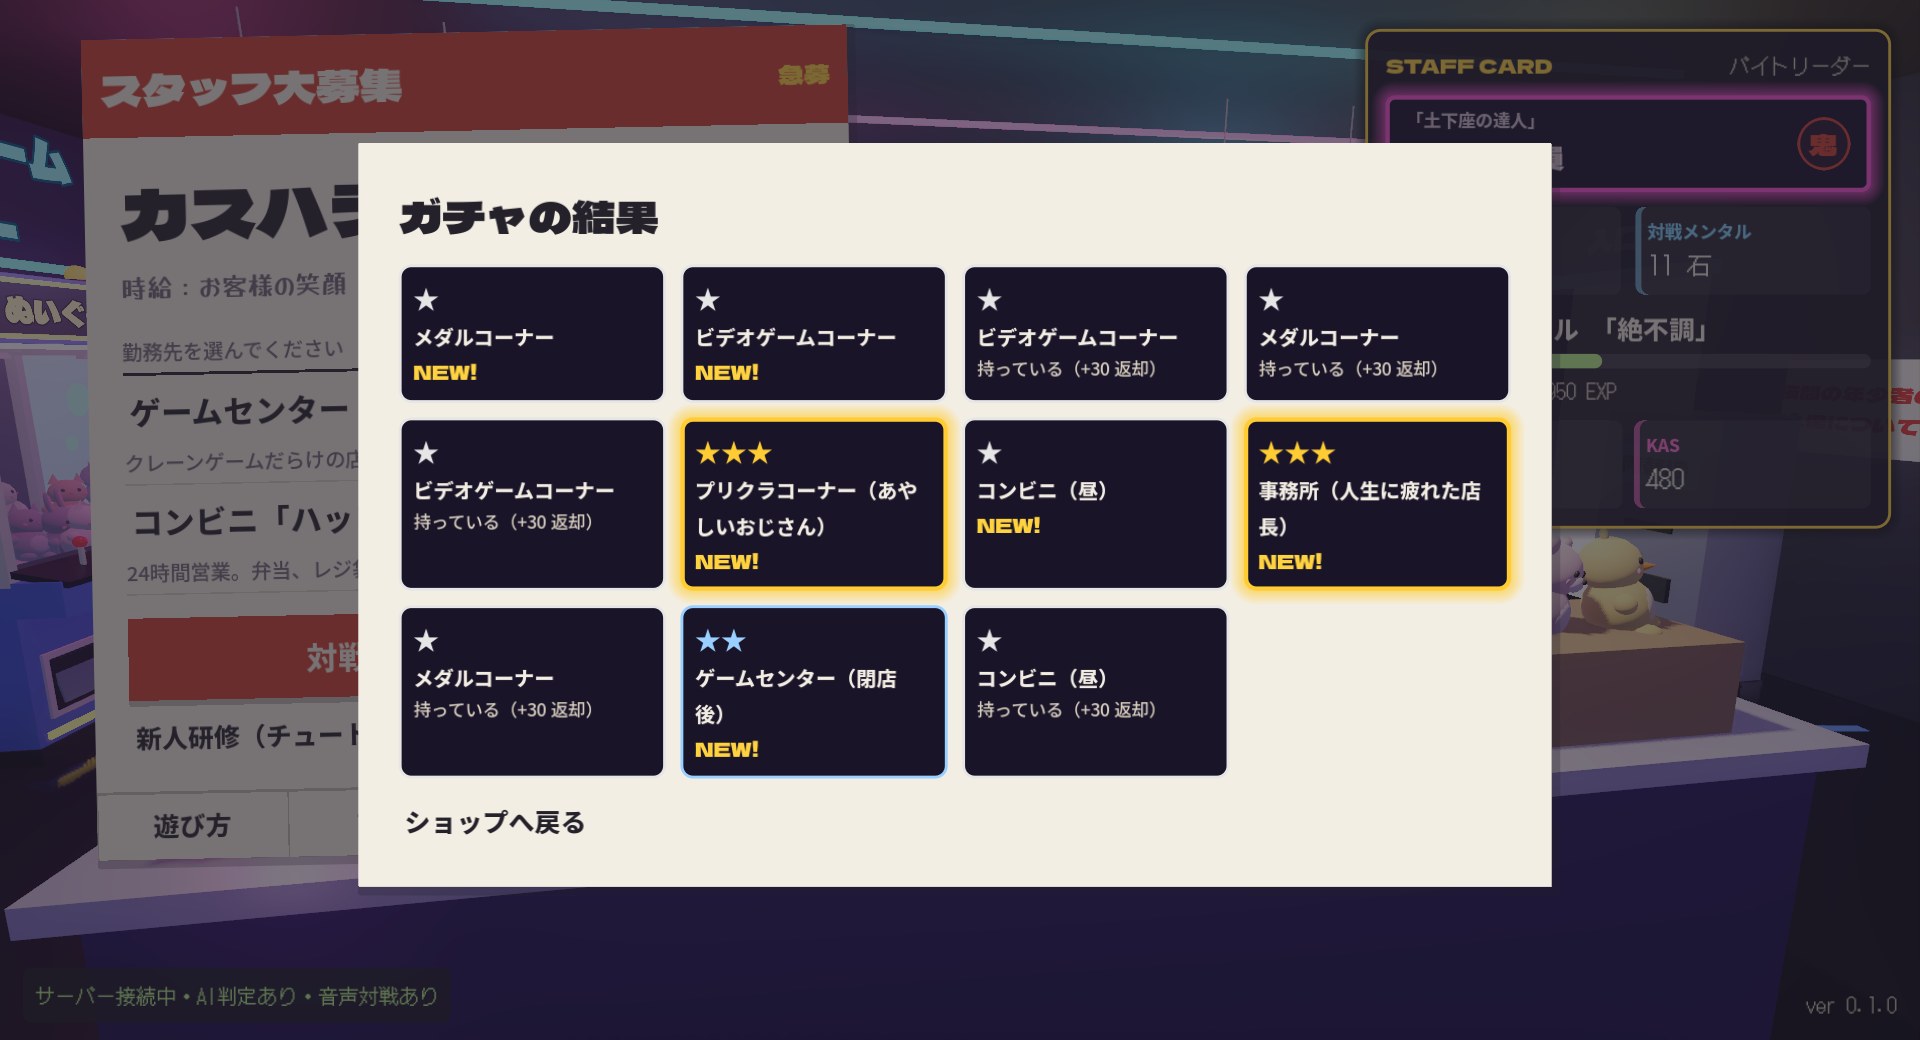 スタッフ大募集
急募
カスハラ
時給：お客様の笑顔
勤務先を選んでください
ゲームセンター
クレーンゲームだらけの店
コンビニ「ハッ
24時間営業。弁当、レジ
対戦
新人研修（チュート
遊び方
ーム
ぬいぐ
STAFF CARD
バイトリーダー
「土下座の達人」
鬼
対戦メンタル
11 石
ル 「絶不調」
950 EXP
KAS
480
ガチャの結果
★
メダルコーナー
NEW!
★
ビデオゲームコーナー
NEW!
★
ビデオゲームコーナー
持っている（+30 返却）
★
メダルコーナー
持っている（+30 返却）
★
ビデオゲームコーナー
持っている（+30 返却）
★★★
プリクラコーナー（あや
しいおじさん）
NEW!
★
コンビニ（昼）
NEW!
★★★
事務所（人生に疲れた店
長）
NEW!
★
メダルコーナー
持っている（+30 返却）
★★
ゲームセンター（閉店
後）
NEW!
★
コンビニ（昼）
持っている（+30 返却）
ショップへ戻る
サーバー接続中・AI判定あり・音声対戦あり
ver 0.1.0